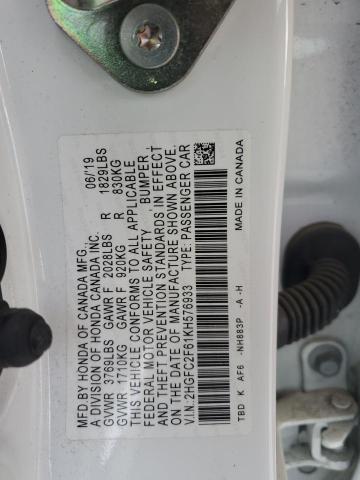 MFD.BY HONDA OF CANADA MFG., 06/19
A DIVISION OF HONDA CANADA INC.
GVWR 3769LBS GAWR F 2028LBS R 1829LBS
GVWR 1710KG GAWR F 920KG R 830KG
THIS VEHICLE CONFORMS TO ALL APPLICABLE
FEDERAL MOTOR VEHICLE SAFETY, BUMPER,
& THEFT PREVENTION STANDARDS IN EFFECT
ON THE DATE OF MANUFACTURE SHOWN ABOVE.
V.I.N:2HGFC2F61KH576933 TYPE: PASSENGER CAR
TBD K AF6 -NH883P -A -H MADE IN CANADA